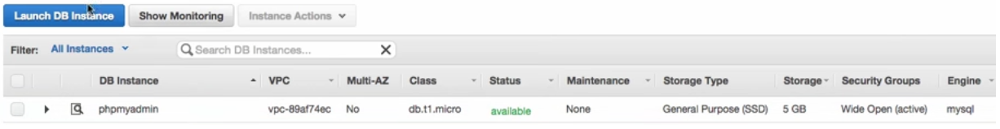 Launch DB Instance Show Monitoring Instance Actions
Filter: All Instances Search DB Instances...
DB Instance VPC Multi-AZ Class Status Maintenance Storage Type Storage Security Groups Engine
phpmyadmin vpc-89af74ec No db.t1.micro available None General Purpose (SSD) 5 GB Wide Open (active) mysql